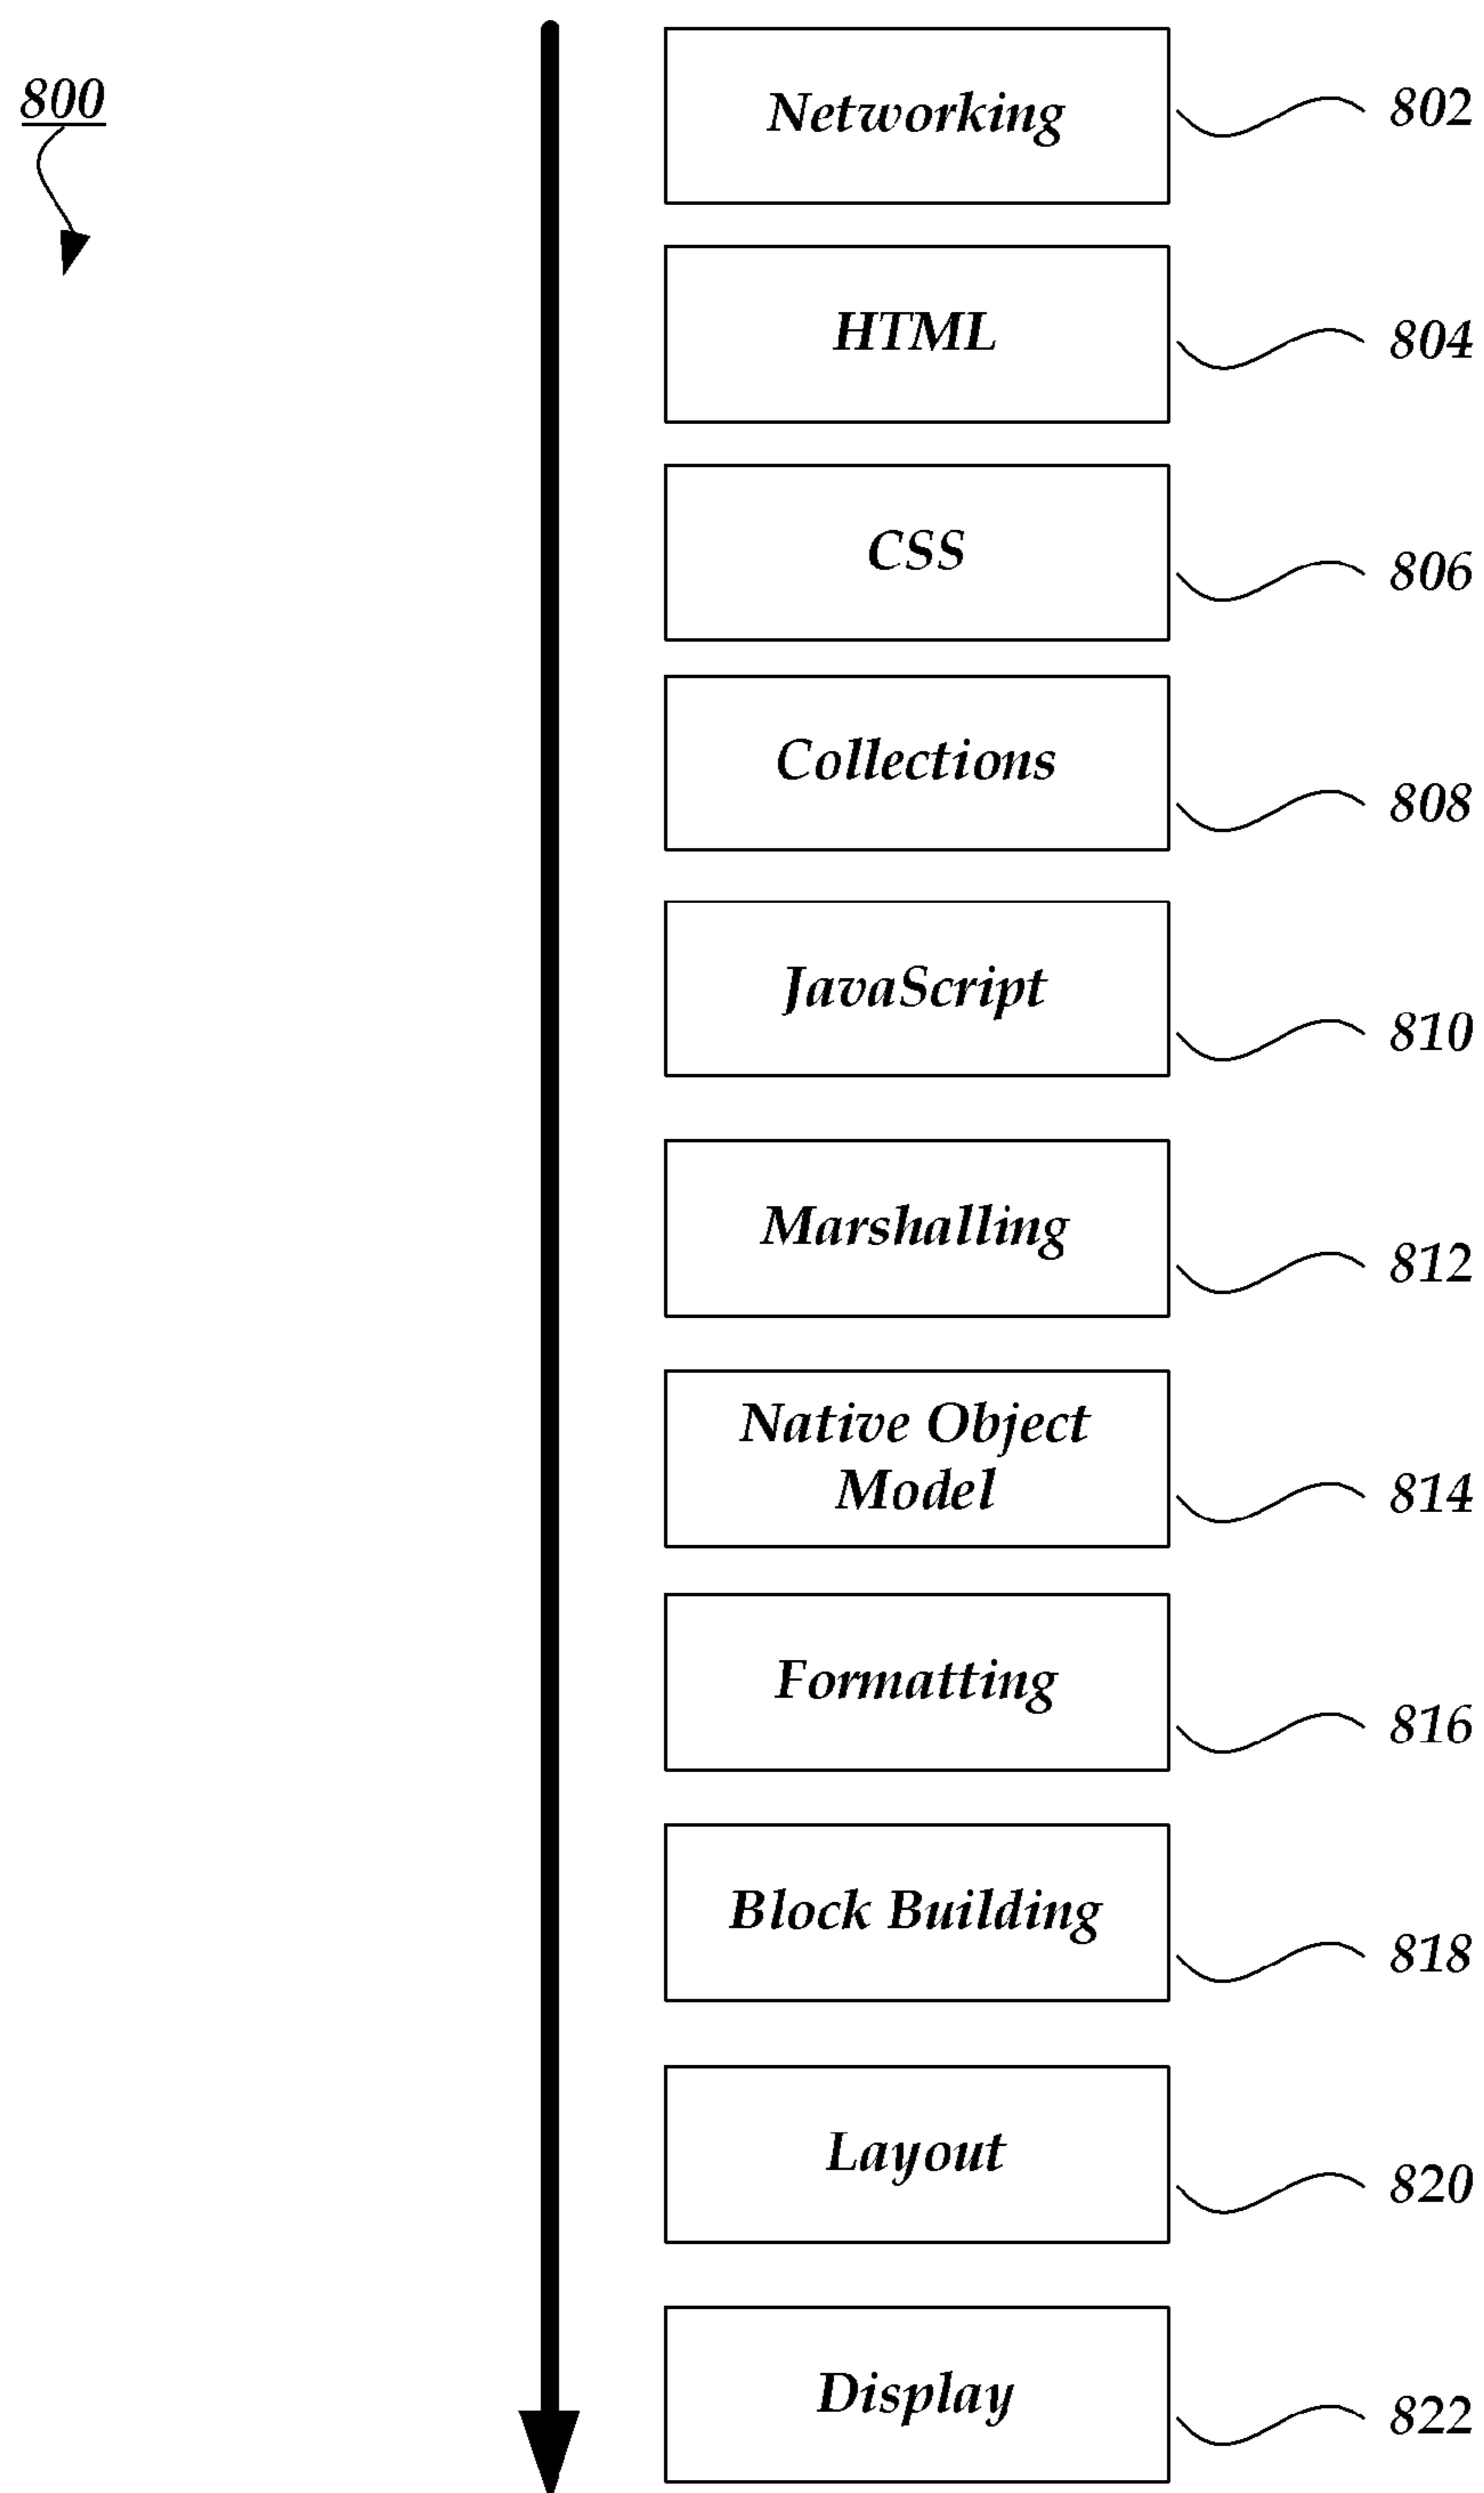 800
Networking
802
HTML
804
CSS
806
Collections
808
JavaScript
810
Marshalling
812
Native Object
Model
814
Formatting
816
Block Building
818
Layout
820
Display
822